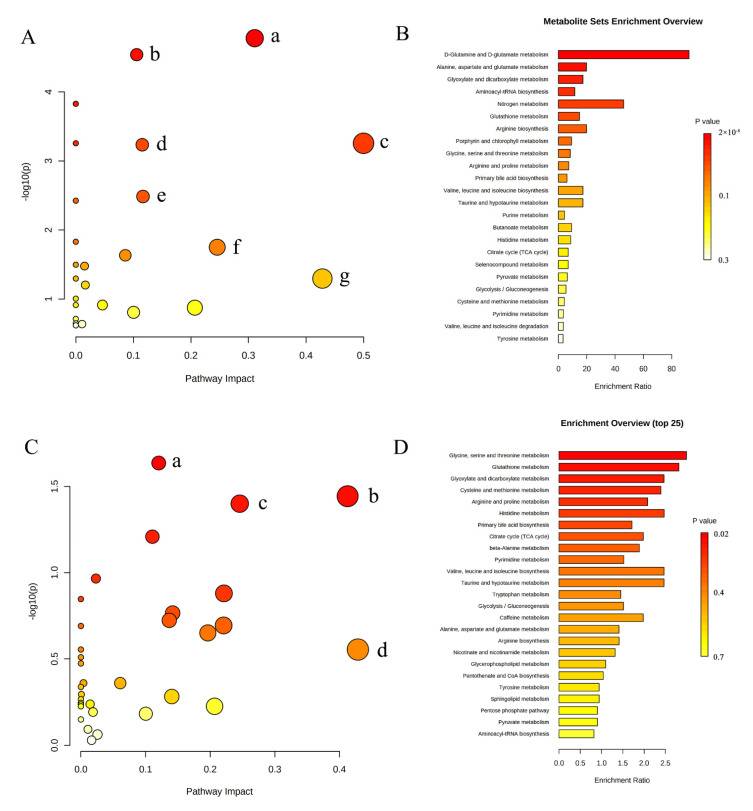 A
a
b
c
d
e
f
g
4
3
2
1
-log10(p)
0.0 0.1 0.2 0.3 0.4 0.5
Pathway Impact
B
Metabolite Sets Enrichment Overview
D-Glutamine and D-glutamate metabolism
Alanine, aspartate and glutamate metabolism
Glyoxylate and dicarboxylate metabolism
Aminoacyl-tRNA biosynthesis
Nitrogen metabolism
Glutathione metabolism
Arginine biosynthesis
Porphyrin and chlorophyll metabolism
Glycine, serine and threonine metabolism
Arginine and proline metabolism
Primary bile acid biosynthesis
Valine, leucine and isoleucine biosynthesis
Taurine and hypotaurine metabolism
Purine metabolism
Butanoate metabolism
Histidine metabolism
Citrate cycle (TCA cycle)
Selenocompound metabolism
Pyruvate metabolism
Glycolysis / Gluconeogenesis
Cysteine and methionine metabolism
Pyrimidine metabolism
Valine, leucine and isoleucine degradation
Tyrosine metabolism
0 20 40 60 80
Enrichment Ratio
P value
0.1
0.3
C
a
b
c
d
1.5
1.0
0.5
0.0
-log10(p)
0.0 0.1 0.2 0.3 0.4
Pathway Impact
D
Enrichment Overview (top 25)
Glycine, serine and threonine metabolism
Glutathione metabolism
Glyoxylate and dicarboxylate metabolism
Cysteine and methionine metabolism
Arginine and proline metabolism
Histidine metabolism
Primary bile acid biosynthesis
Citrate cycle (TCA cycle)
beta-Alanine metabolism
Pyrimidine metabolism
Valine, leucine and isoleucine biosynthesis
Taurine and hypotaurine metabolism
Tryptophan metabolism
Glycolysis / Gluconeogenesis
Caffeine metabolism
Alanine, aspartate and glutamate metabolism
Arginine biosynthesis
Nicotinate and nicotinamide metabolism
Glycerophospholipid metabolism
Pantothenate and CoA biosynthesis
Tyrosine metabolism
Sphingolipid metabolism
Pentose phosphate pathway
Pyruvate metabolism
Aminoacyl-tRNA biosynthesis
0.0 0.5 1.0 1.5 2.0 2.5
Enrichment Ratio
P value
0.02
0.4
0.7